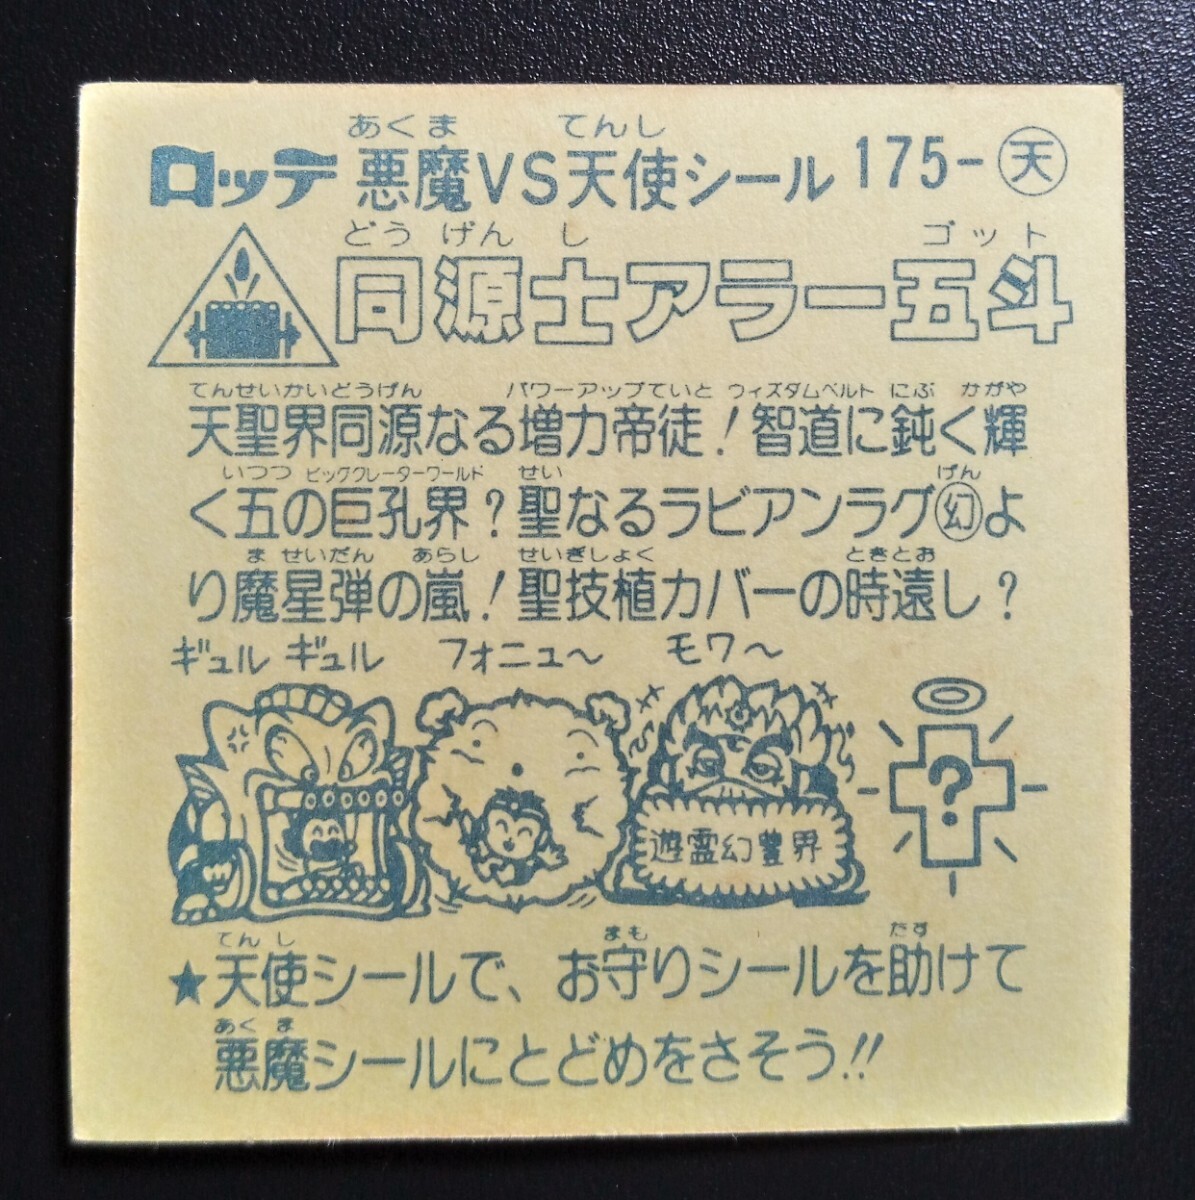 あくま てんし
ロッテ 悪魔VS天使シール 175-天
どうげんし ゴット
同源士アラー五斗
てんせいかいどうげん パワーアップていと ウィズダムベルト にぶ かがや
天聖界同源なる増力帝徒!智道に鈍く輝
いつつ ビッククレーターワールド せい げん
く五の巨孔界?聖なるラビアンラグ幻よ
ま せいだん あらし せいぎしょく ときとお
り魔星弾の嵐!聖技植カバーの時遠し?
ギュル ギュル フォニュ〜 モワ〜
遊霊幻豊界
?
てんし まも たす
★天使シールで、お守りシールを助けて
あくま
悪魔シールにとどめをさそう!!